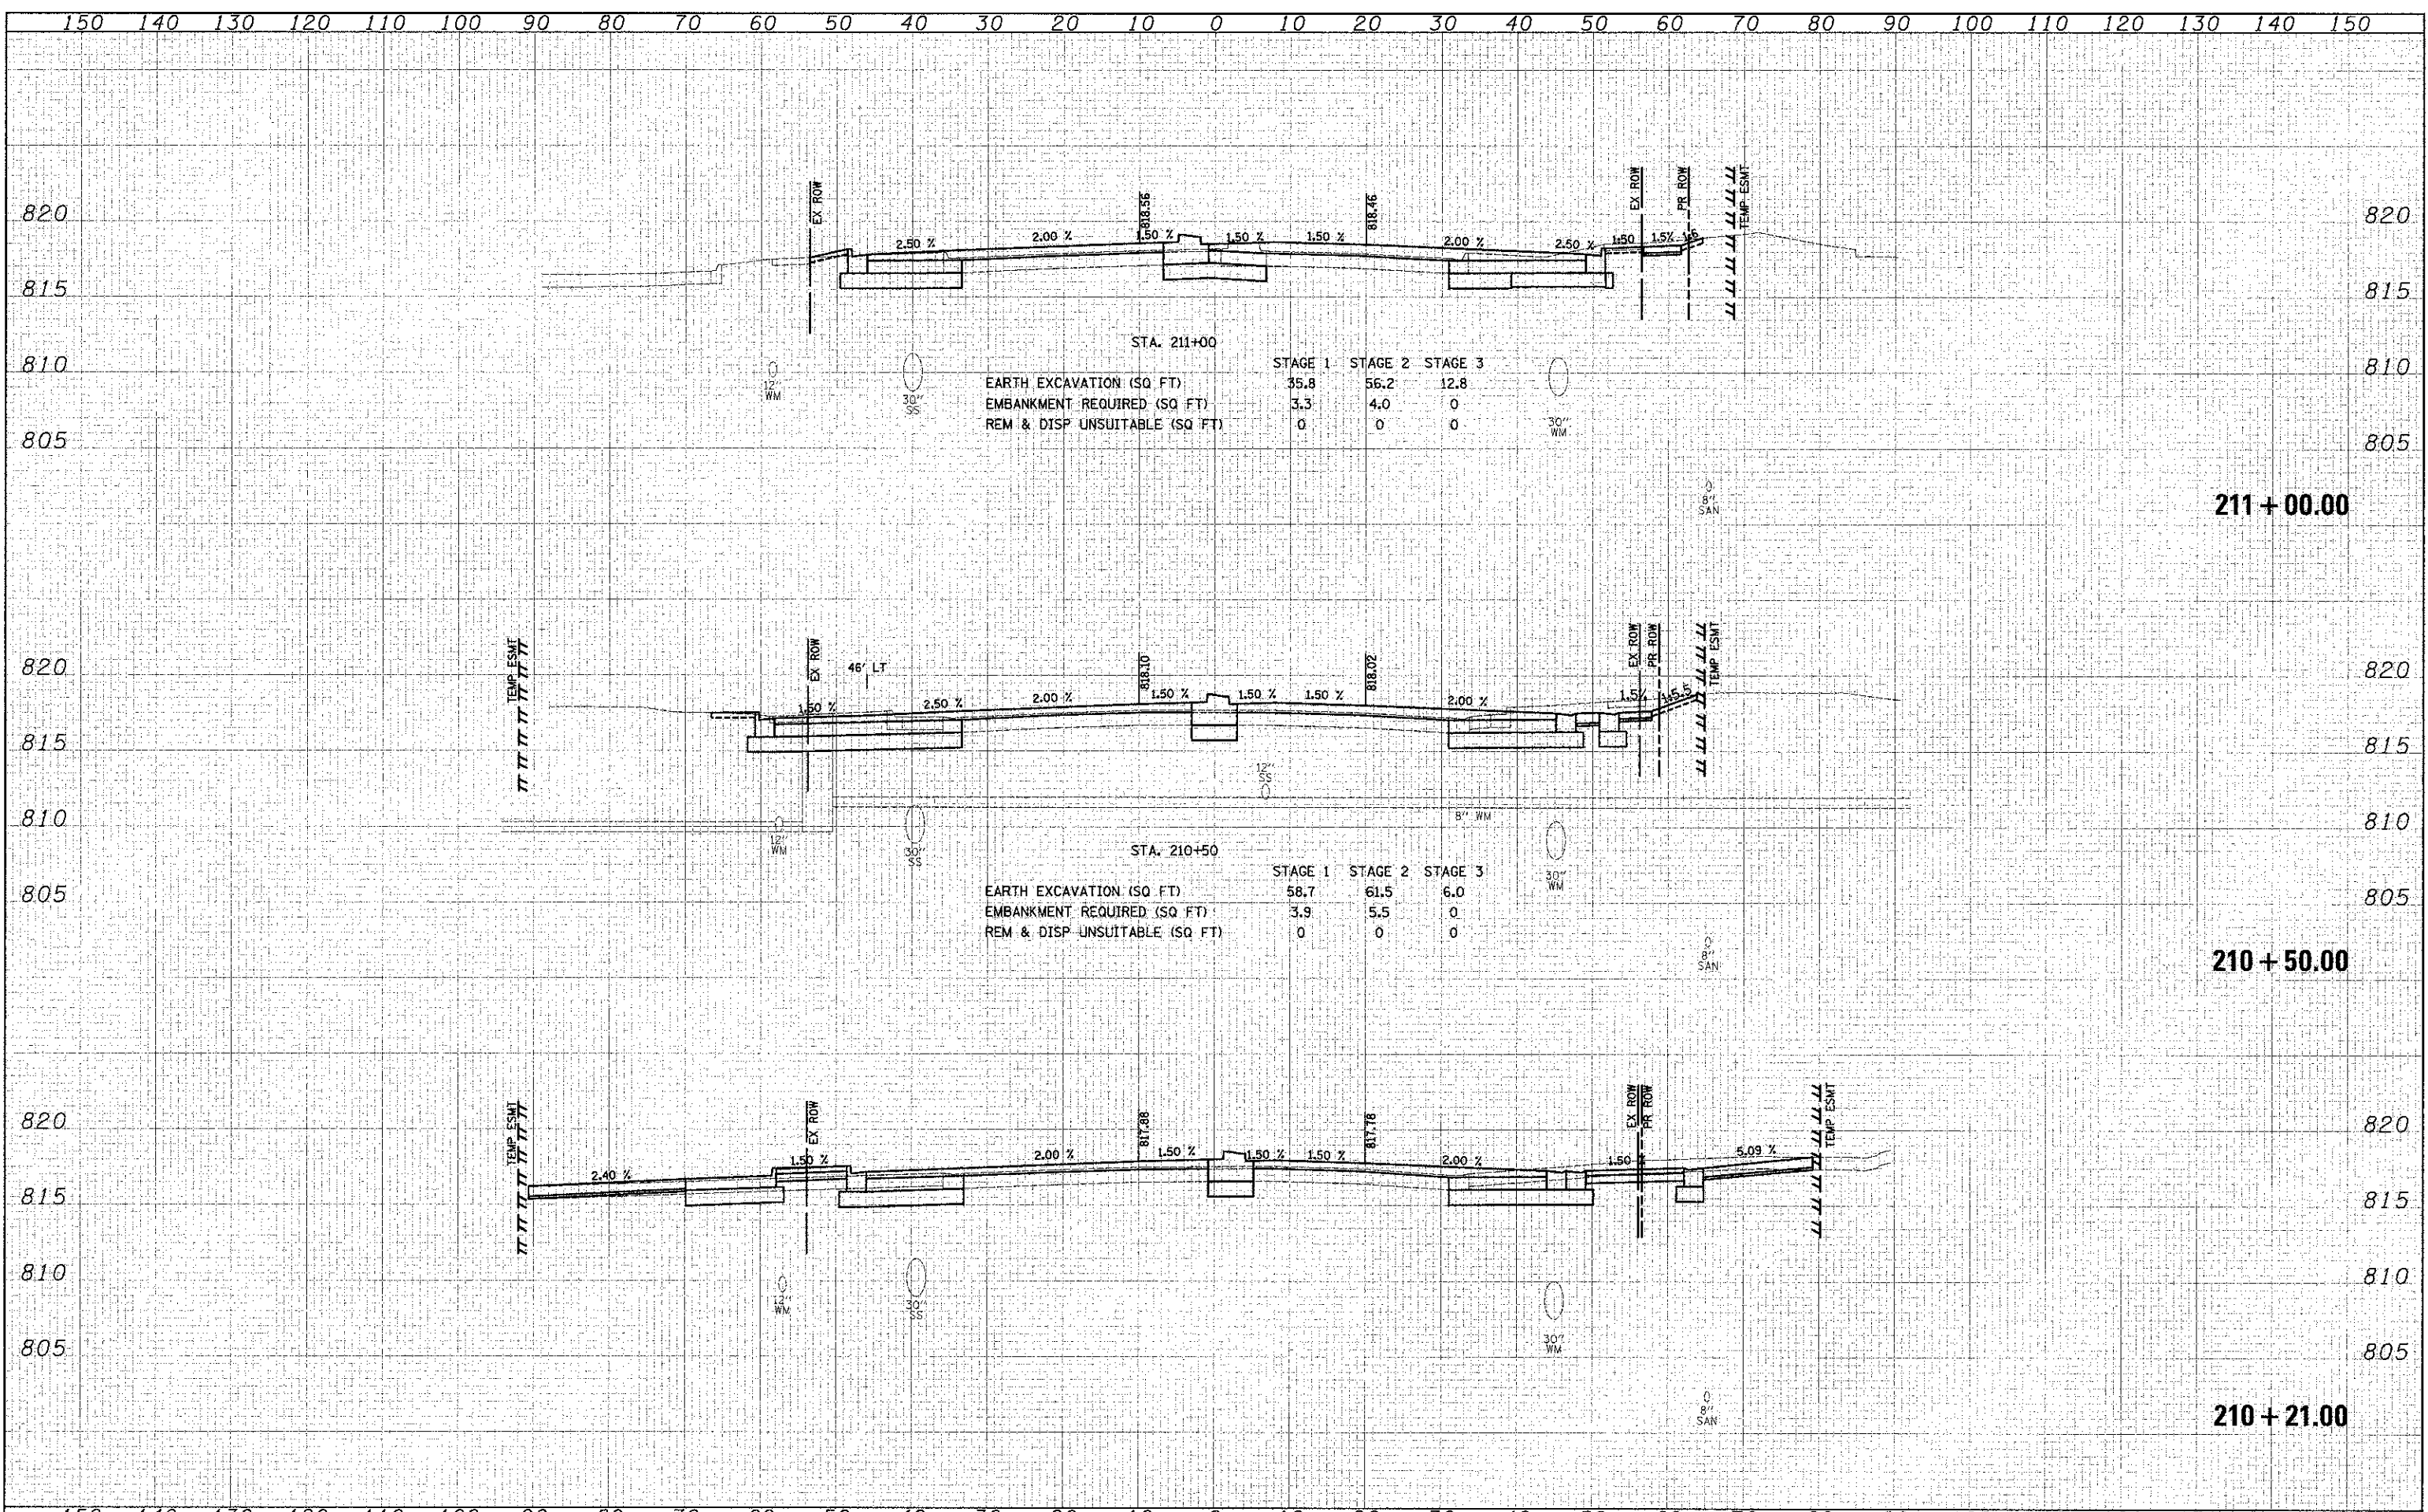 150 140 130 120 110 100 90 80 70 60 50 40 30 20 10 0 10 20 30 40 50 60 70 80 90 100 110 120 130 140 150
EX ROW
818.56
818.46
EX ROW
PR ROW
TEMP ESMT
820 820
2.50 % 2.00 % 1.50 % 1.50 % 1.50 % 2.00 % 2.50 % 1:50 1.5% 1:6
815 815
STA. 211+00
810 810
STAGE 1 STAGE 2 STAGE 3
EARTH EXCAVATION (SQ FT) 35.8 56.2 12.8
EMBANKMENT REQUIRED (SQ FT) 3.3 4.0 0
REM & DISP UNSUITABLE (SQ FT) 0 0 0
12" WM
30" SS
30" WM
805 805
8" SAN
211 + 00.00
TEMP ESMT
EX ROW
46' LT
818.10
818.02
EX ROW
PR ROW
TEMP ESMT
820 820
1.50 % 2.50 % 2.00 % 1.50 % 1.50 % 1.50 % 2.00 % 1.5% 1:5.5
815 815
12" SS
810 810
12" WM
30" SS
8" WM
30" WM
STA. 210+50
STAGE 1 STAGE 2 STAGE 3
EARTH EXCAVATION (SQ FT) 58.7 61.5 6.0
EMBANKMENT REQUIRED (SQ FT) 3.9 5.5 0
REM & DISP UNSUITABLE (SQ FT) 0 0 0
805 805
8" SAN
210 + 50.00
TEMP ESMT
EX ROW
817.88
817.78
EX ROW
PR ROW
TEMP ESMT
820 820
2.40 % 1.50 % 2.00 % 1.50 % 1.50 % 1.50 % 2.00 % 1.50 5.09 %
815 815
810 810
12" WM
30" SS
30" WM
805 805
8" SAN
210 + 21.00